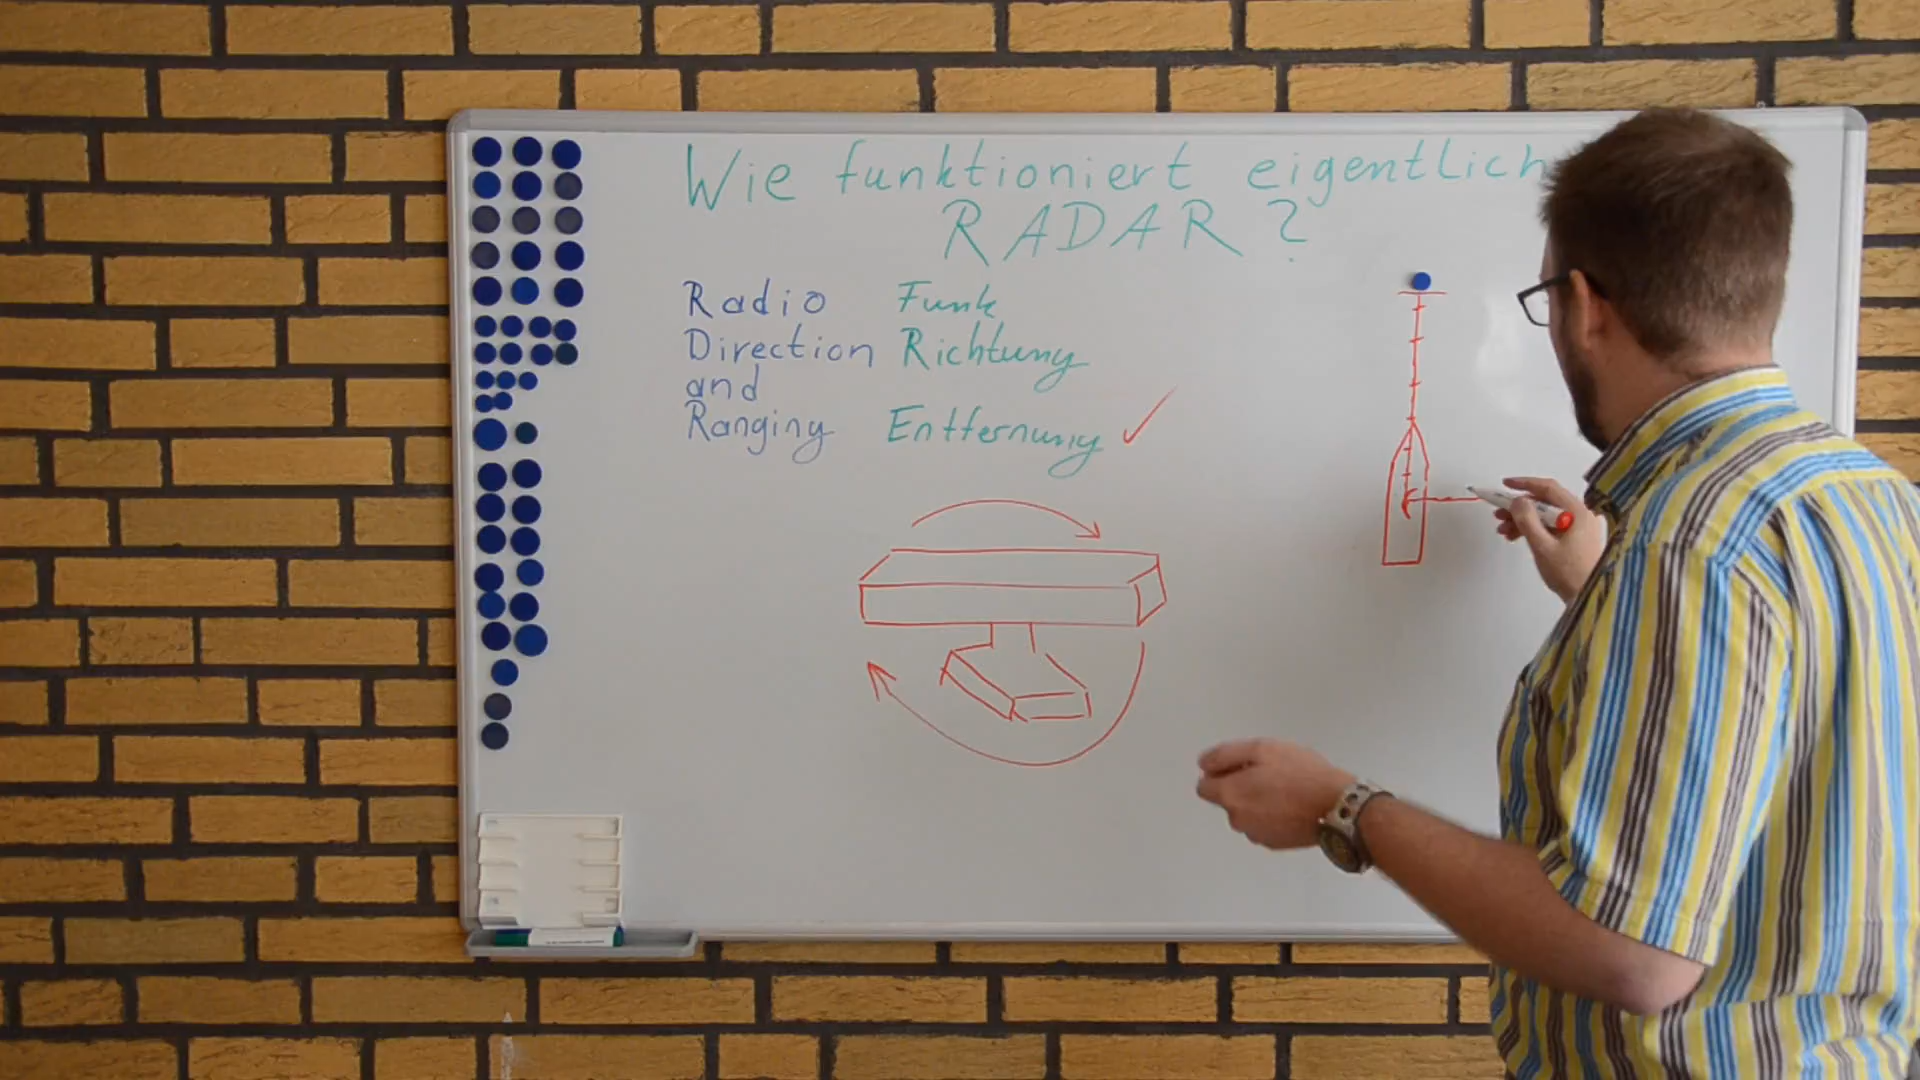 Wie funktioniert eigentlich
RADAR?
Radio Funk
Direction Richtung
and
Ranging Entfernung ✓